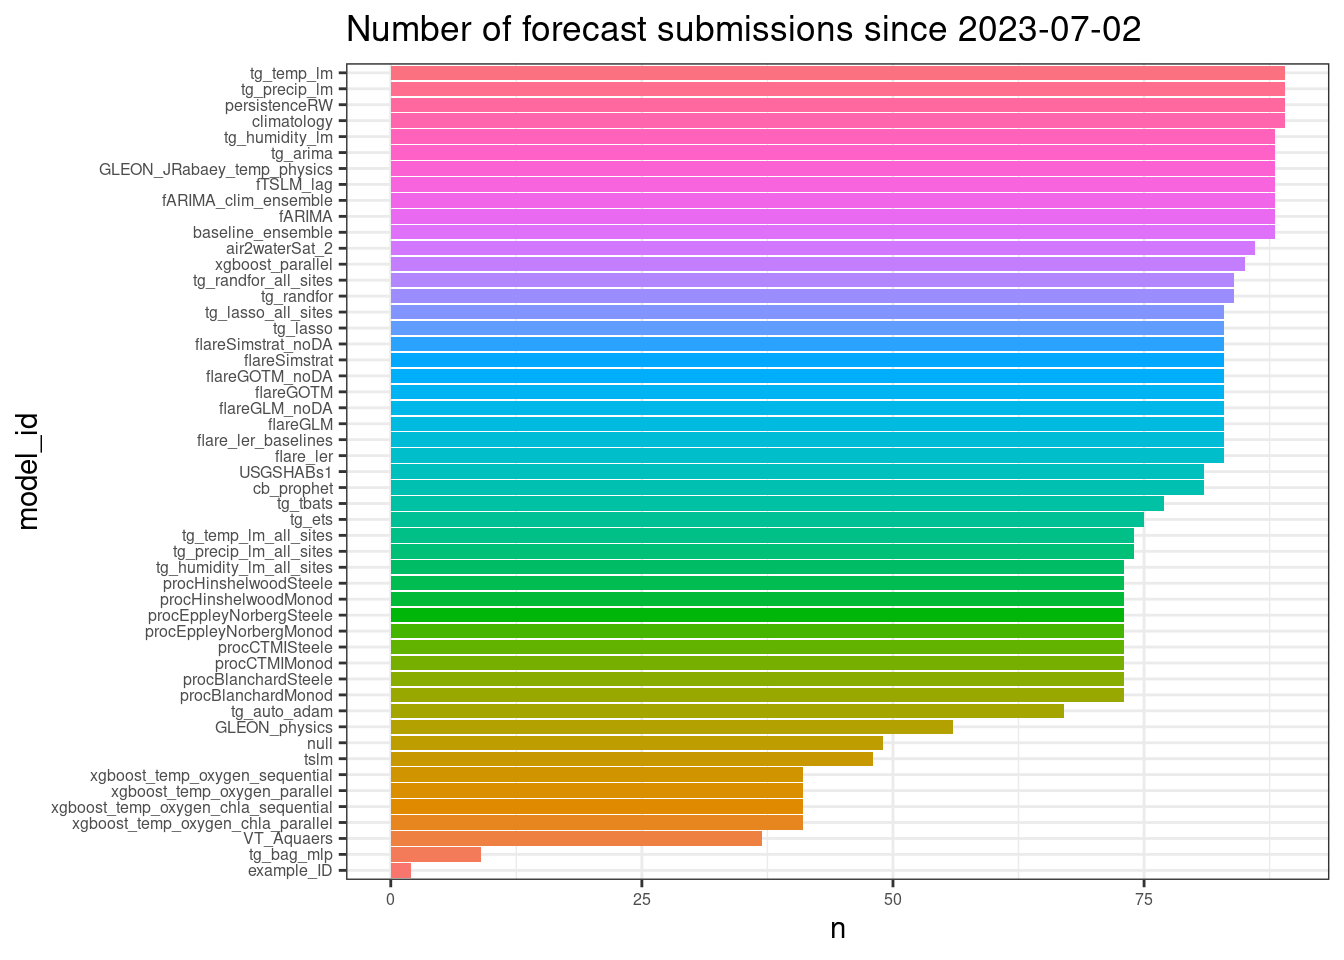 Number of forecast submissions since 2023-07-02
tg_temp_lm
tg_precip_lm
persistenceRW
climatology
tg_humidity_lm
tg_arima
GLEON_JRabaey_temp_physics
fTSLM_lag
fARIMA_clim_ensemble
fARIMA
baseline_ensemble
air2waterSat_2
xgboost_parallel
tg_randfor_all_sites
tg_randfor
tg_lasso_all_sites
tg_lasso
flareSimstrat_noDA
flareSimstrat
flareGOTM_noDA
flareGOTM
flareGLM_noDA
flareGLM
flare_ler_baselines
flare_ler
USGSHABs1
cb_prophet
tg_tbats
tg_ets
tg_temp_lm_all_sites
tg_precip_lm_all_sites
tg_humidity_lm_all_sites
procHinshelwoodSteele
procHinshelwoodMonod
procEppleyNorbergSteele
procEppleyNorbergMonod
procCTMISteele
procCTMIMonod
procBlanchardSteele
procBlanchardMonod
tg_auto_adam
GLEON_physics
null
tslm
xgboost_temp_oxygen_sequential
xgboost_temp_oxygen_parallel
xgboost_temp_oxygen_chla_sequential
xgboost_temp_oxygen_chla_parallel
VT_Aquaers
tg_bag_mlp
example_ID
model_id
0 25 50 75
n